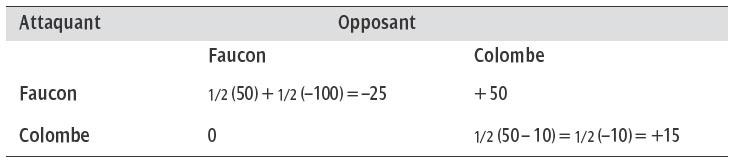 Attaquant Opposant
Faucon Colombe
Faucon 1/2 (50) + 1/2 (–100) = –25 + 50
Colombe 0 1/2 (50 – 10) = 1/2 (–10) = +15